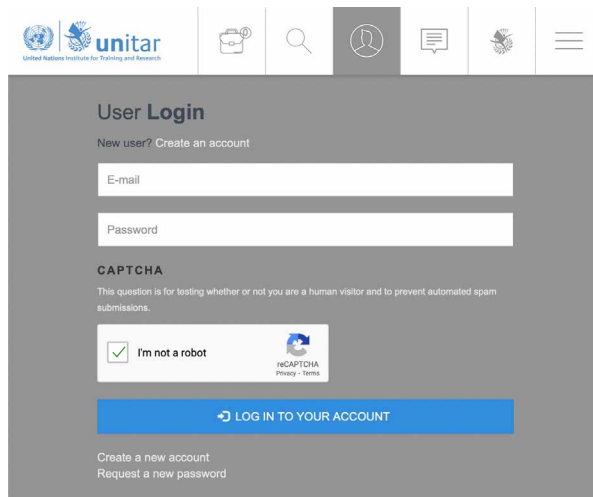 unitar
United Nations Institute for Training and Research
0
User Login
New user? Create an account
E-mail
Password
CAPTCHA
This question is for testing whether or not you are a human visitor and to prevent automated spam
submissions.
I'm not a robot
reCAPTCHA
Privacy - Terms
LOG IN TO YOUR ACCOUNT
Create a new account
Request a new password